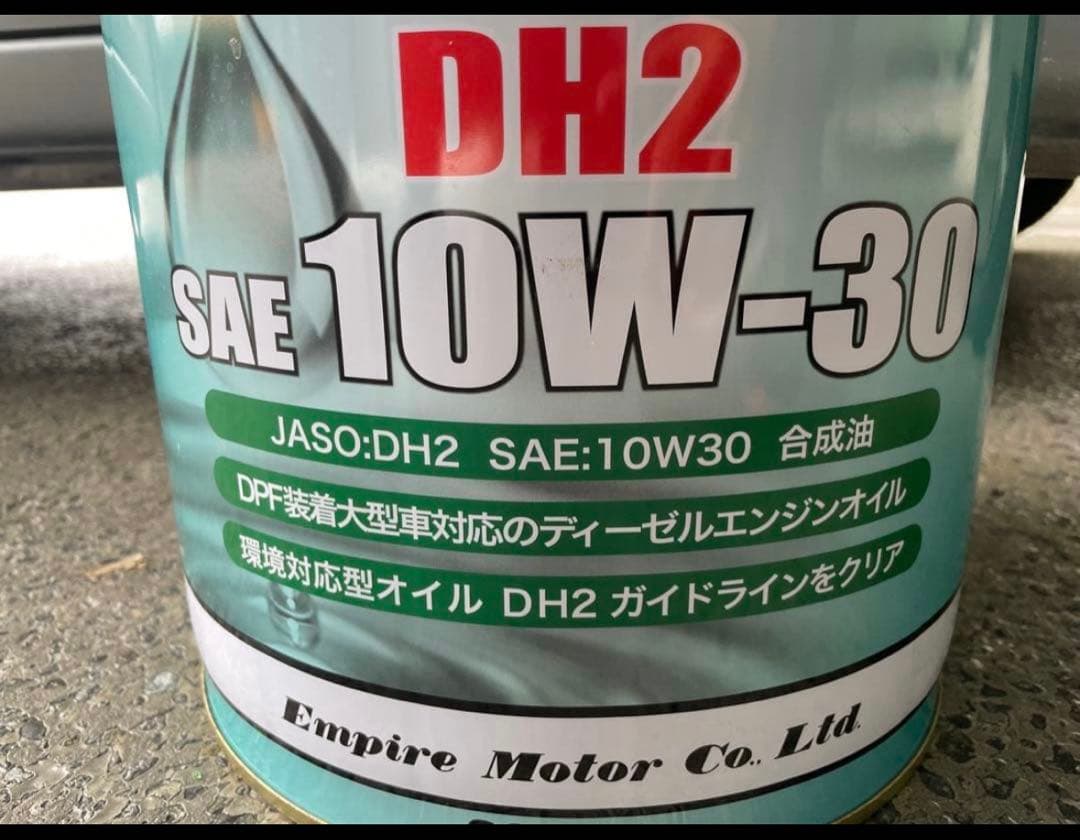 DH2
SAE 10W-30
JASO:DH2 SAE:10W30 合成油
DPF装着大型車対応のディーゼルエンジンオイル
環境対応型オイル DH2 ガイドラインをクリア
Empire Motor Co., Ltd.